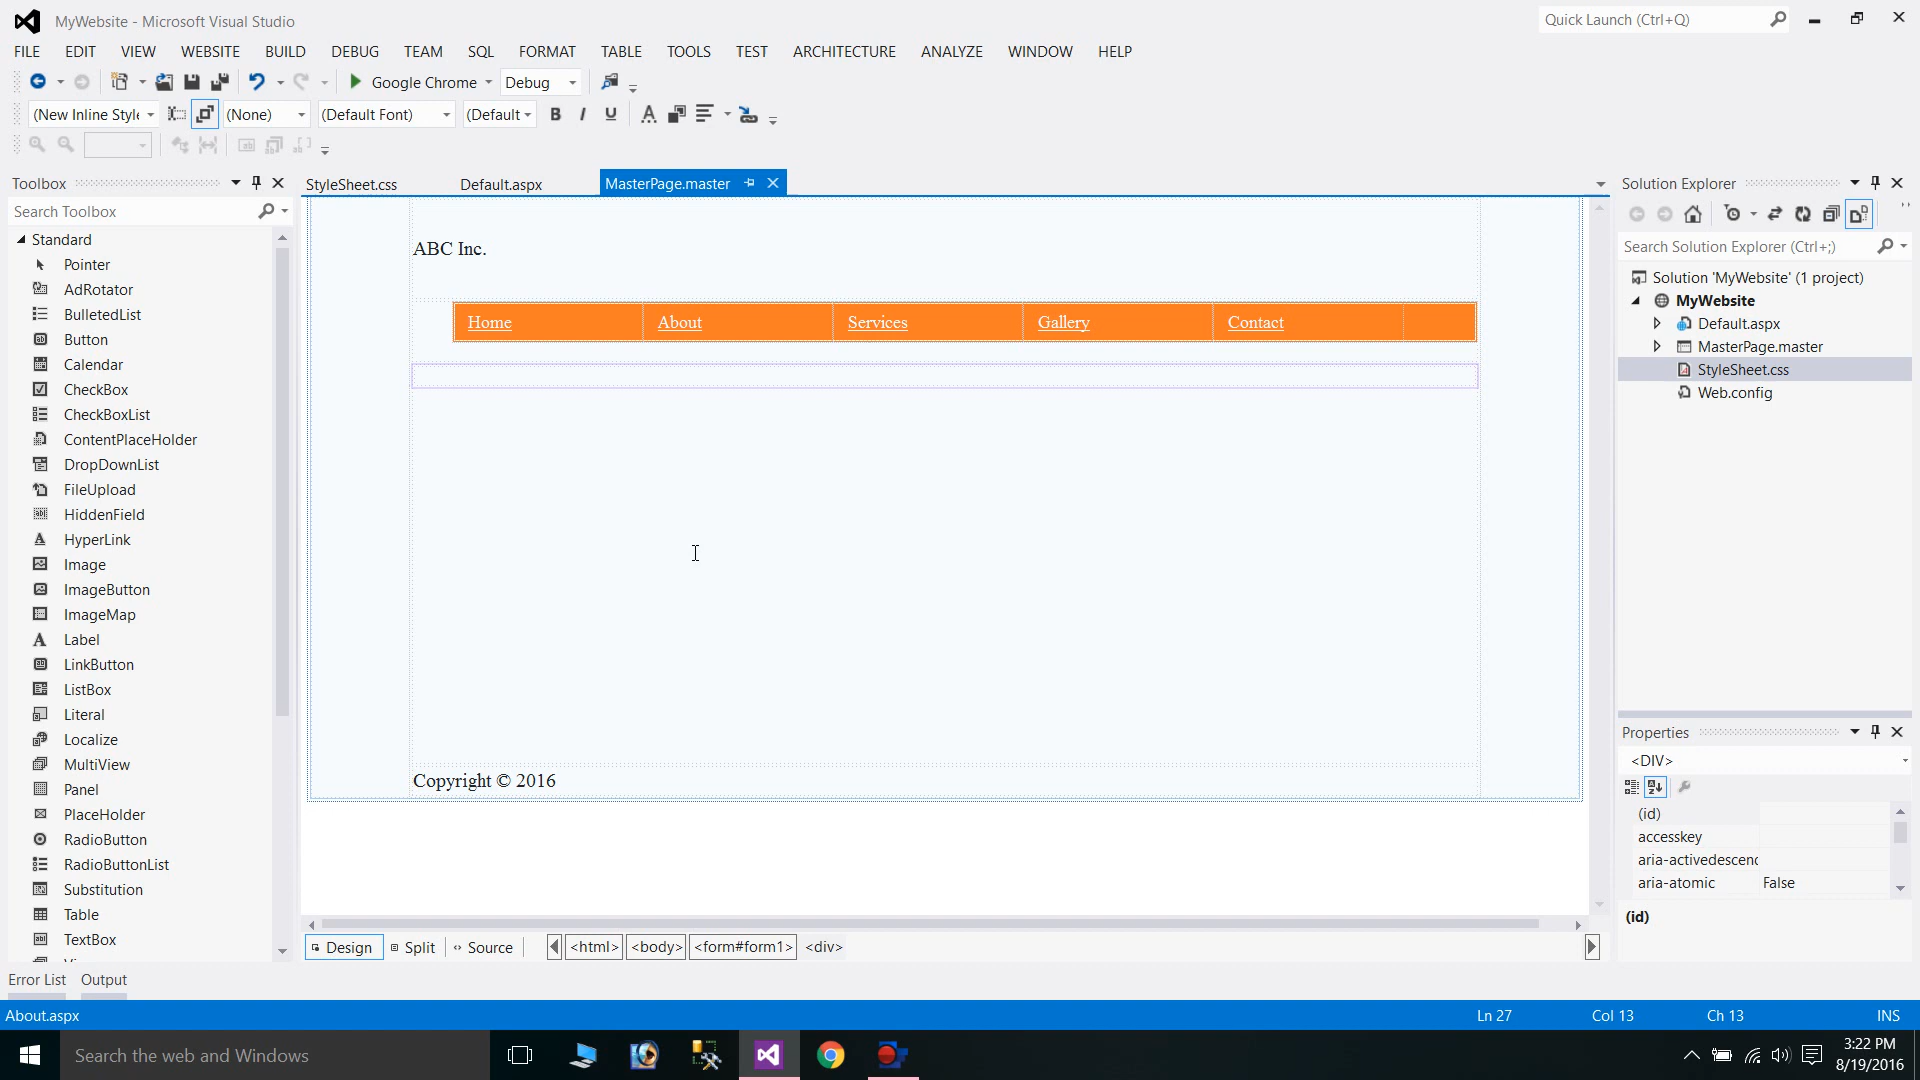 MyWebsite - Microsoft Visual Studio
Quick Launch (Ctrl+Q)
FILE EDIT VIEW WEBSITE BUILD DEBUG TEAM SQL FORMAT TABLE TOOLS TEST ARCHITECTURE ANALYZE WINDOW HELP
Google Chrome Debug
(New Inline Style (None) (Default Font) (Default B I U
Toolbox
StyleSheet.css Default.aspx MasterPage.master
Solution Explorer
Search Toolbox
Standard
Pointer
AdRotator
BulletedList
Button
Calendar
CheckBox
CheckBoxList
ContentPlaceHolder
DropDownList
FileUpload
HiddenField
HyperLink
Image
ImageButton
ImageMap
Label
LinkButton
ListBox
Literal
Localize
MultiView
Panel
PlaceHolder
RadioButton
RadioButtonList
Substitution
Table
TextBox
ABC Inc.
Home About Services Gallery Contact
Copyright © 2016
Search Solution Explorer (Ctrl+;)
Solution 'MyWebsite' (1 project)
MyWebsite
Default.aspx
MasterPage.master
StyleSheet.css
Web.config
Properties
<DIV>
(id)
accesskey
aria-activedescend
aria-atomic False
(id)
Design Split Source <html> <body> <form#form1> <div>
Error List Output
About.aspx Ln 27 Col 13 Ch 13 INS
Search the web and Windows
3:22 PM
8/19/2016